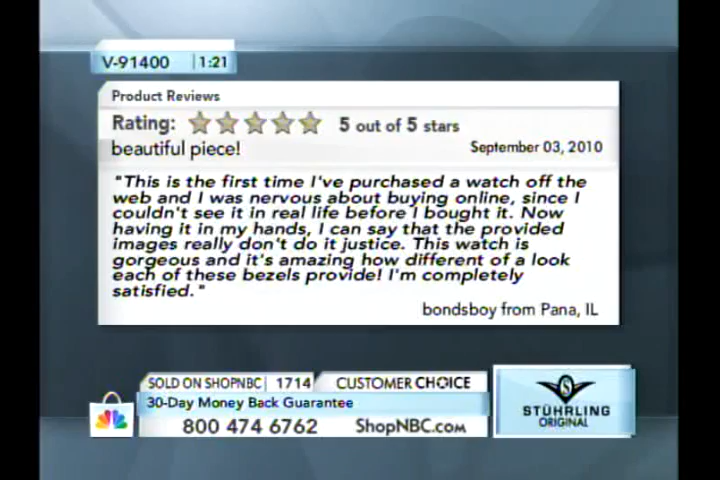 V-91400 1:21
Product Reviews
Rating: 5 out of 5 stars
beautiful piece! September 03, 2010
"This is the first time I've purchased a watch off the
web and I was nervous about buying online, since I
couldn't see it in real life before I bought it. Now
having it in my hands, I can say that the provided
images really don't do it justice. This watch is
gorgeous and it's amazing how different of a look
each of these bezels provide! I'm completely
satisfied."
bondsboy from Pana, IL
SOLD ON SHOPNBC 1714 CUSTOMER CHOICE
30-Day Money Back Guarantee
800 474 6762 ShopNBC.com
S
STÜHRLING
ORIGINAL